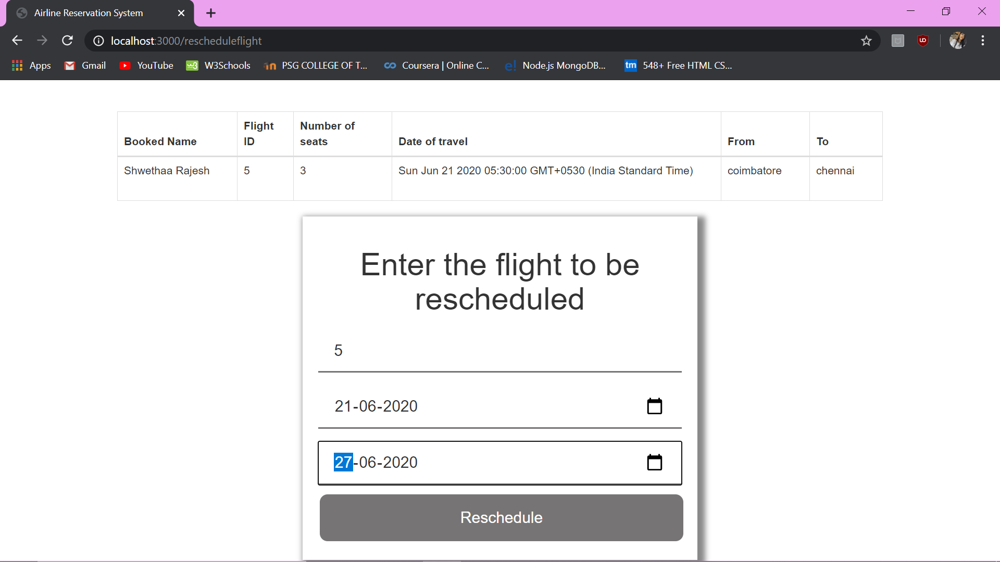 Airline Reservation System
localhost:3000/rescheduleflight
Apps Gmail YouTube W3Schools PSG COLLEGE OF T... Coursera | Online C... Node.js MongoDB... tm 548+ Free HTML CS...
Booked Name Flight ID Number of seats Date of travel From To
Shwethaa Rajesh 5 3 Sun Jun 21 2020 05:30:00 GMT+0530 (India Standard Time) coimbatore chennai
Enter the flight to be
rescheduled
5
21-06-2020
27-06-2020
Reschedule